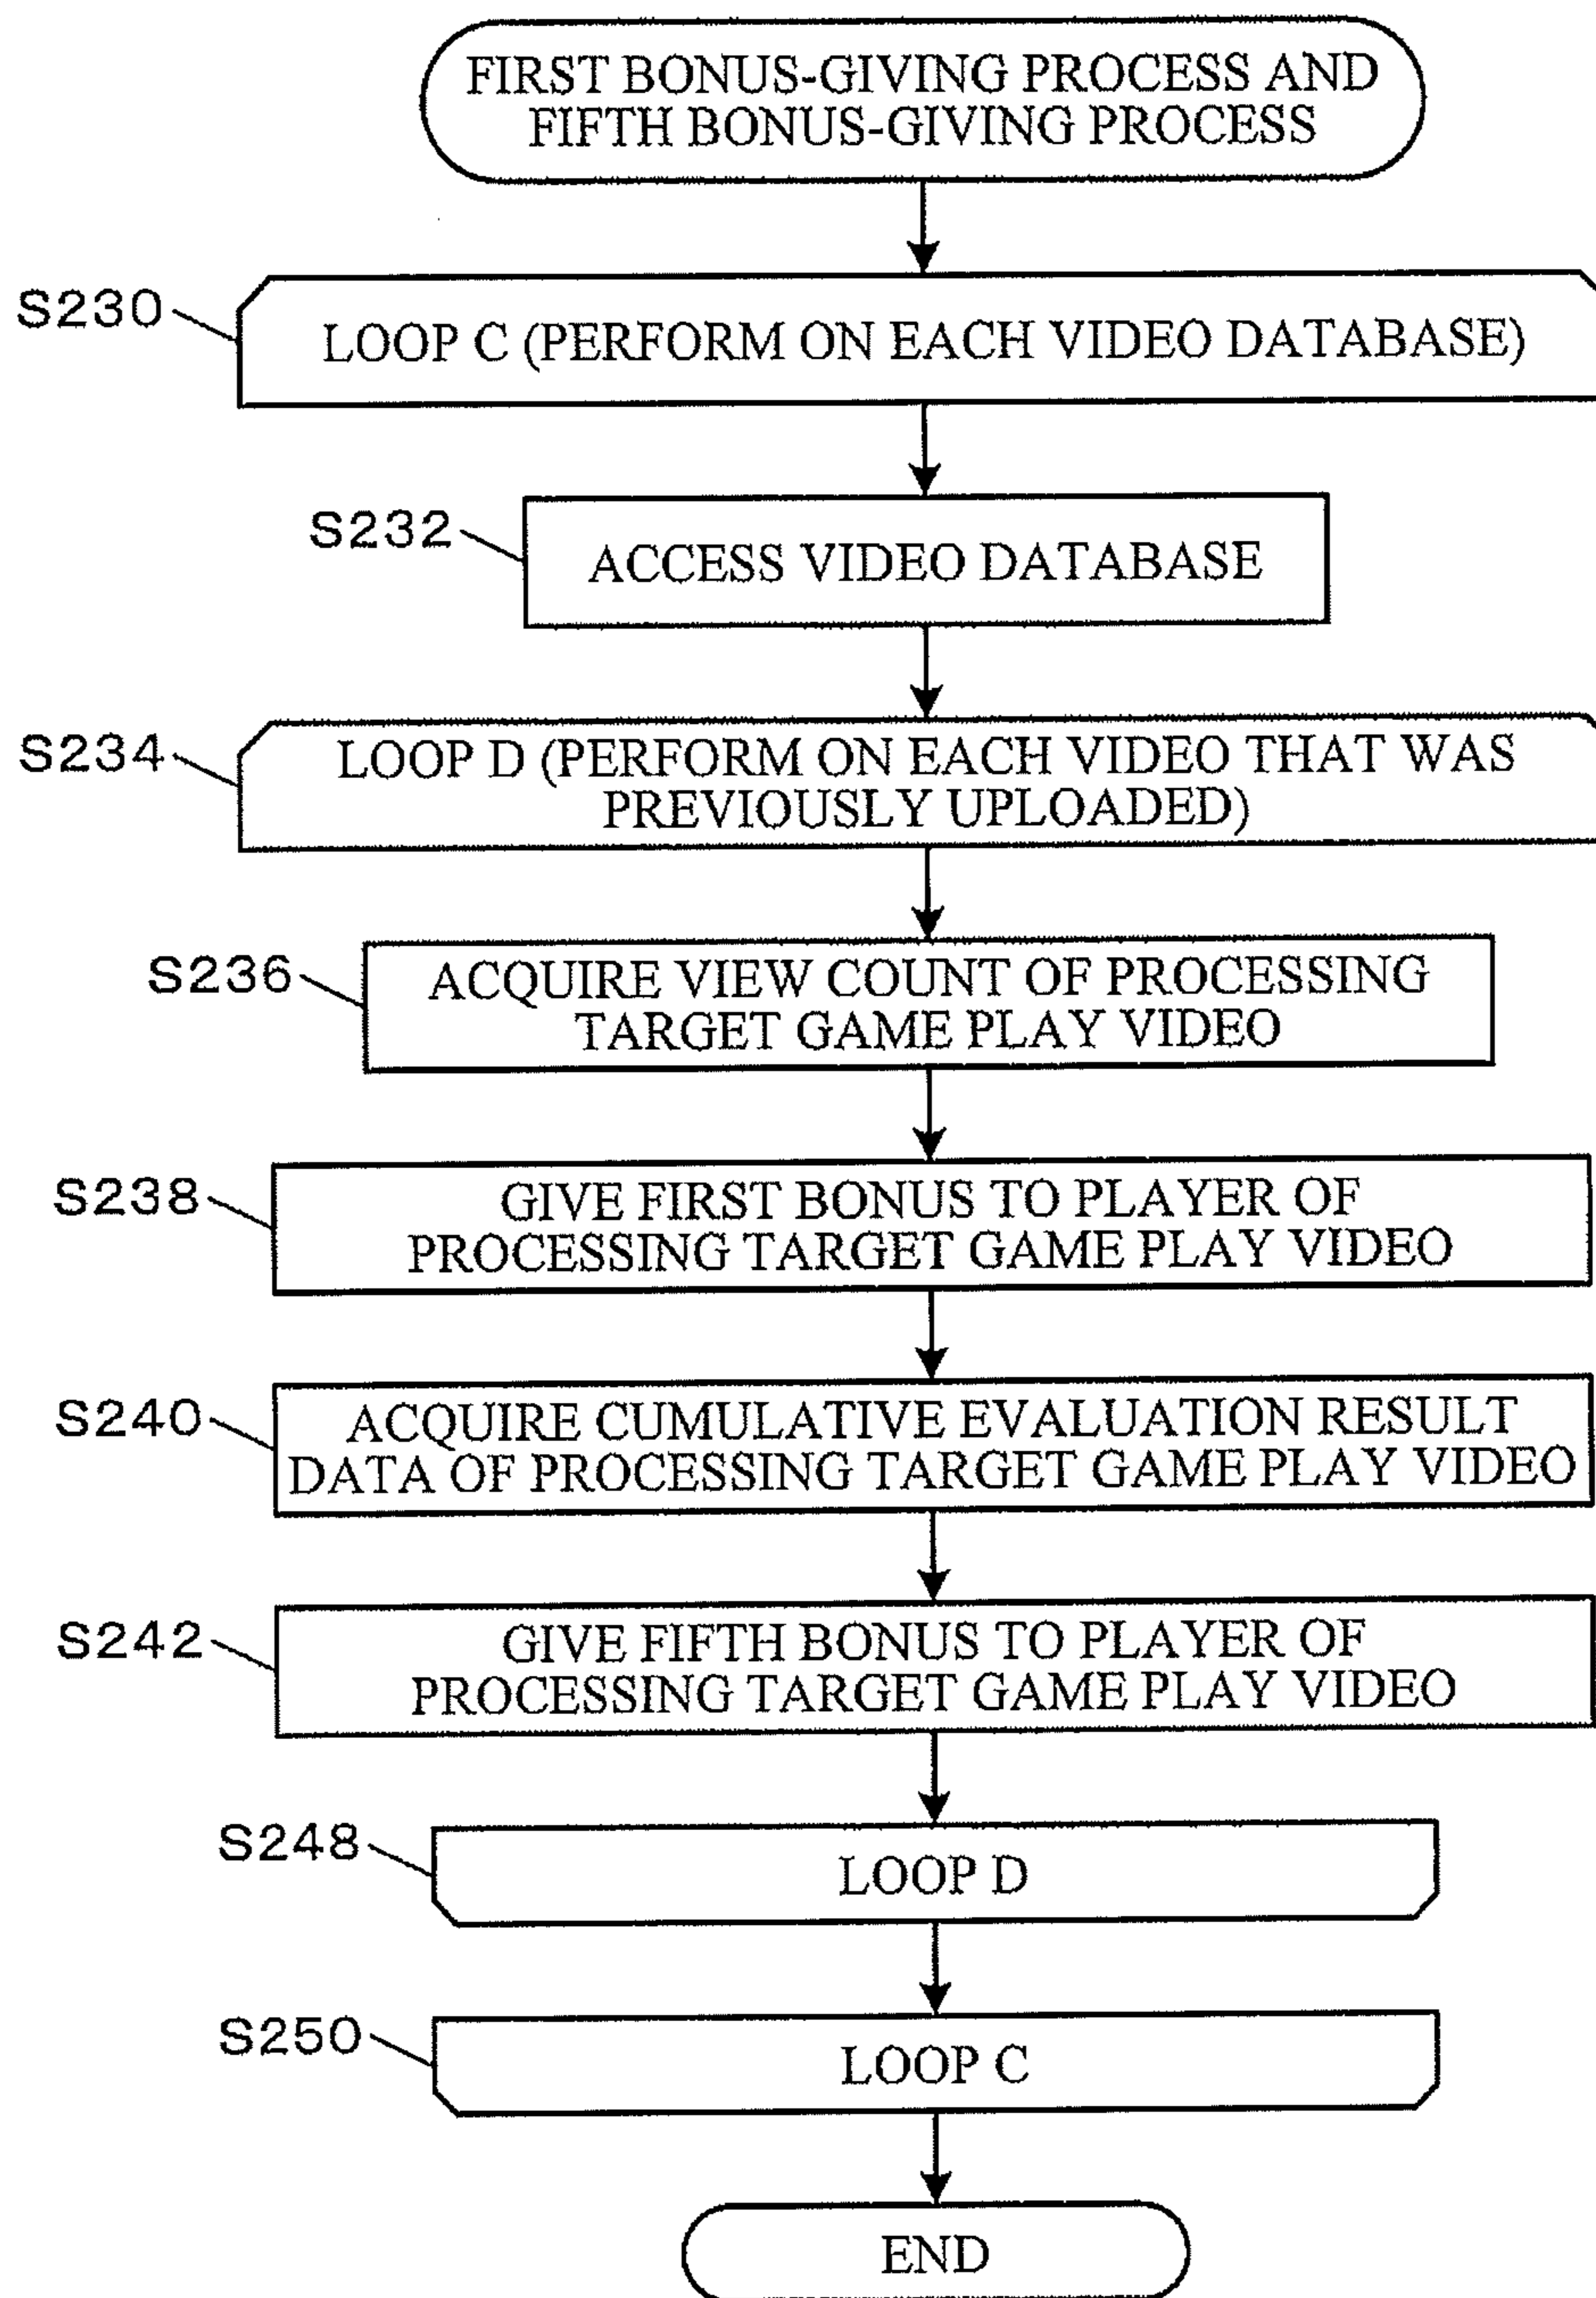 FIRST BONUS-GIVING PROCESS AND
FIFTH BONUS-GIVING PROCESS
S230
LOOP C (PERFORM ON EACH VIDEO DATABASE)
S232
ACCESS VIDEO DATABASE
S234
LOOP D (PERFORM ON EACH VIDEO THAT WAS
PREVIOUSLY UPLOADED)
S236
ACQUIRE VIEW COUNT OF PROCESSING
TARGET GAME PLAY VIDEO
S238
GIVE FIRST BONUS TO PLAYER OF
PROCESSING TARGET GAME PLAY VIDEO
S240
ACQUIRE CUMULATIVE EVALUATION RESULT
DATA OF PROCESSING TARGET GAME PLAY VIDEO
S242
GIVE FIFTH BONUS TO PLAYER OF
PROCESSING TARGET GAME PLAY VIDEO
S248
LOOP D
S250
LOOP C
END